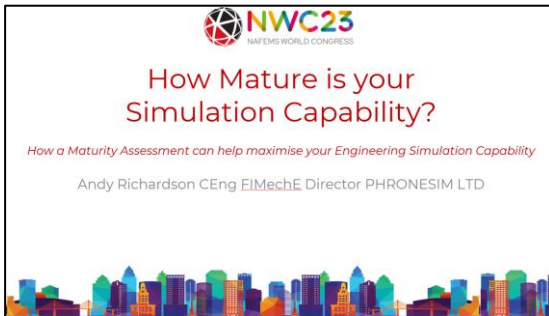 NWC23
NAFEMS WORLD CONGRESS
How Mature is your
Simulation Capability?
How a Maturity Assessment can help maximise your Engineering Simulation Capability
Andy Richardson CEng FIMechE Director PHRONESIM LTD